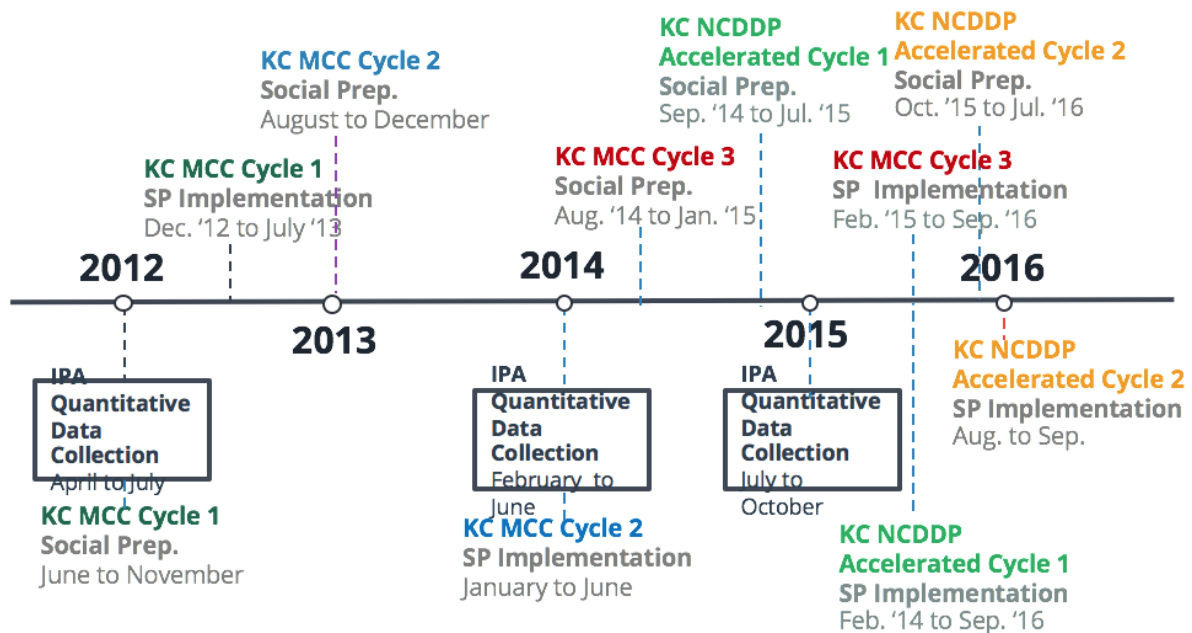 KC NCDDP
Accelerated Cycle 1
Social Prep.
Sep. ‘14 to Jul. ‘15
KC NCDDP
Accelerated Cycle 2
Social Prep.
Oct. ‘15 to Jul. ‘16
KC MCC Cycle 2
Social Prep.
August to December
KC MCC Cycle 1
SP Implementation
Dec. ‘12 to July ‘13
KC MCC Cycle 3
Social Prep.
Aug. ‘14 to Jan. ‘15
KC MCC Cycle 3
SP Implementation
Feb. ‘15 to Sep. ‘16
2012
2013
2014
2015
2016
IPA
Quantitative
Data
Collection
April to July
KC MCC Cycle 1
Social Prep.
June to November
IPA
Quantitative
Data
Collection
February to
June
KC MCC Cycle 2
SP Implementation
January to June
IPA
Quantitative
Data
Collection
July to
October
KC NCDDP
Accelerated Cycle 1
SP Implementation
Feb. ‘14 to Sep. ‘16
KC NCDDP
Accelerated Cycle 2
SP Implementation
Aug. to Sep.